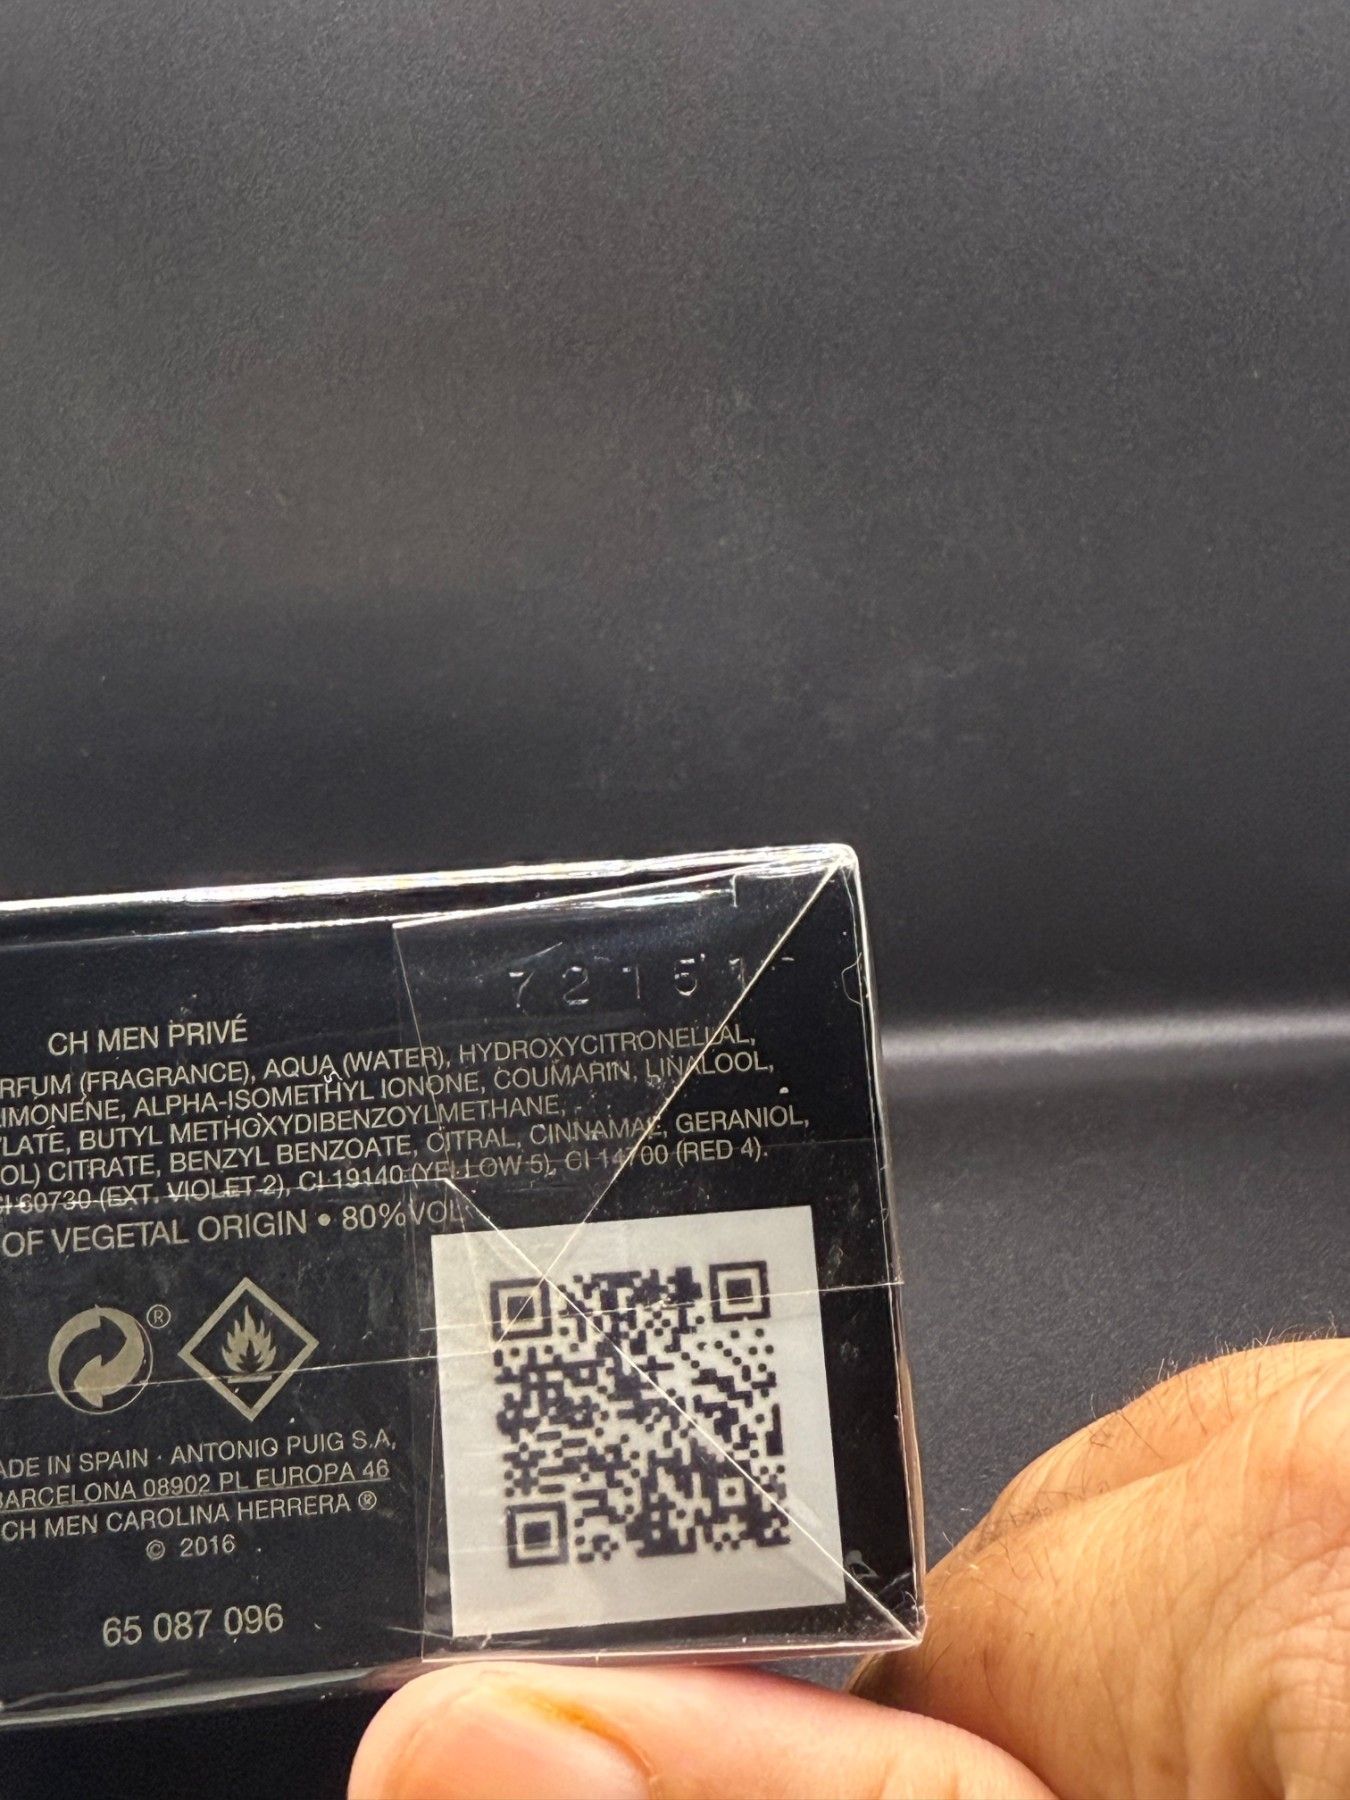 72151
CH MEN PRIVÉ
RFUM (FRAGRANCE), AQUA (WATER), HYDROXYCITRONELLAL,
IMONENE, ALPHA-ISOMETHYL IONONE, COUMARIN, LINALOOL,
YLATE, BUTYL METHOXYDIBENZOYLMETHANE,
OL) CITRATE, BENZYL BENZOATE, CITRAL, CINNAMAL, GERANIOL,
CI 60730 (EXT. VIOLET 2), CI 19140 (YELLOW 5), CI 14700 (RED 4).
OF VEGETAL ORIGIN • 80%VOL
®
ADE IN SPAIN · ANTONIO PUIG S.A,
BARCELONA 08902 PL EUROPA 46
CH MEN CAROLINA HERRERA ®
© 2016
65 087 096